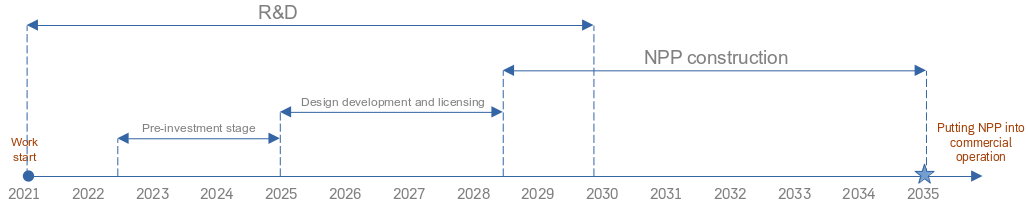 R&D
NPP construction
Design development and licensing
Pre-investment stage
Work
start
Putting NPP into
commercial
operation
2021 2022 2023 2024 2025 2026 2027 2028 2029 2030 2031 2032 2033 2034 2035